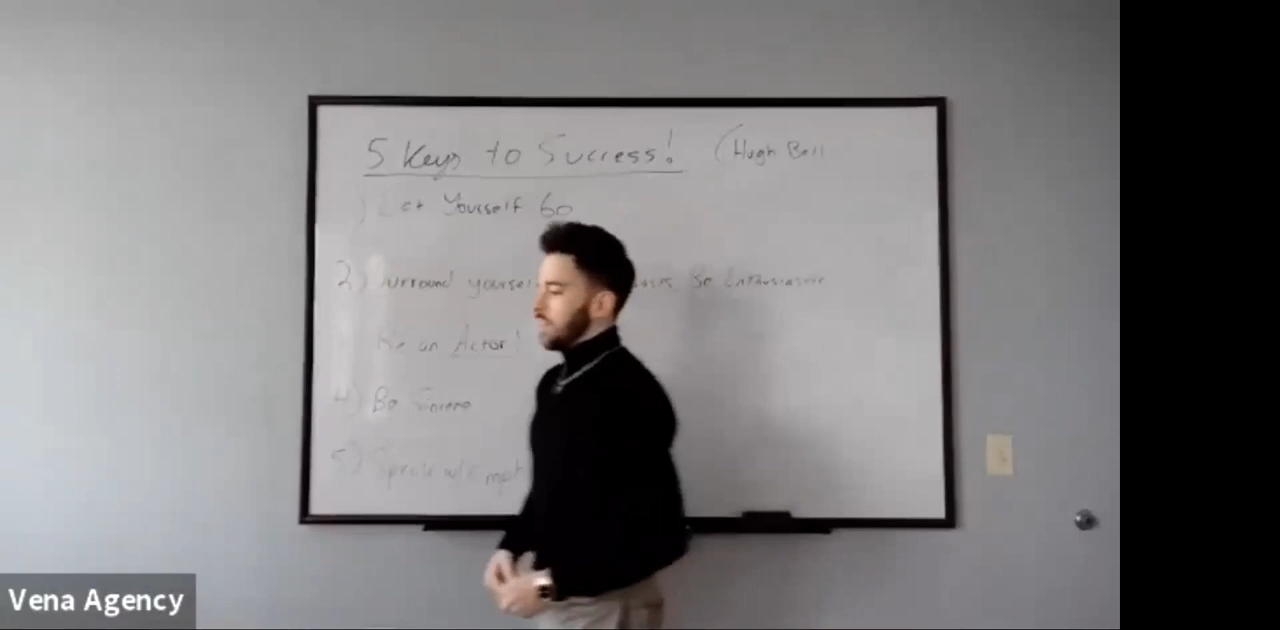 5 Keys to Success! (Hugh Bell
1) Let Yourself Go
2) Surround yourself Be Enthusiastic
Be an Actor!
4) Be Sincere
5) Speak w/
Vena Agency